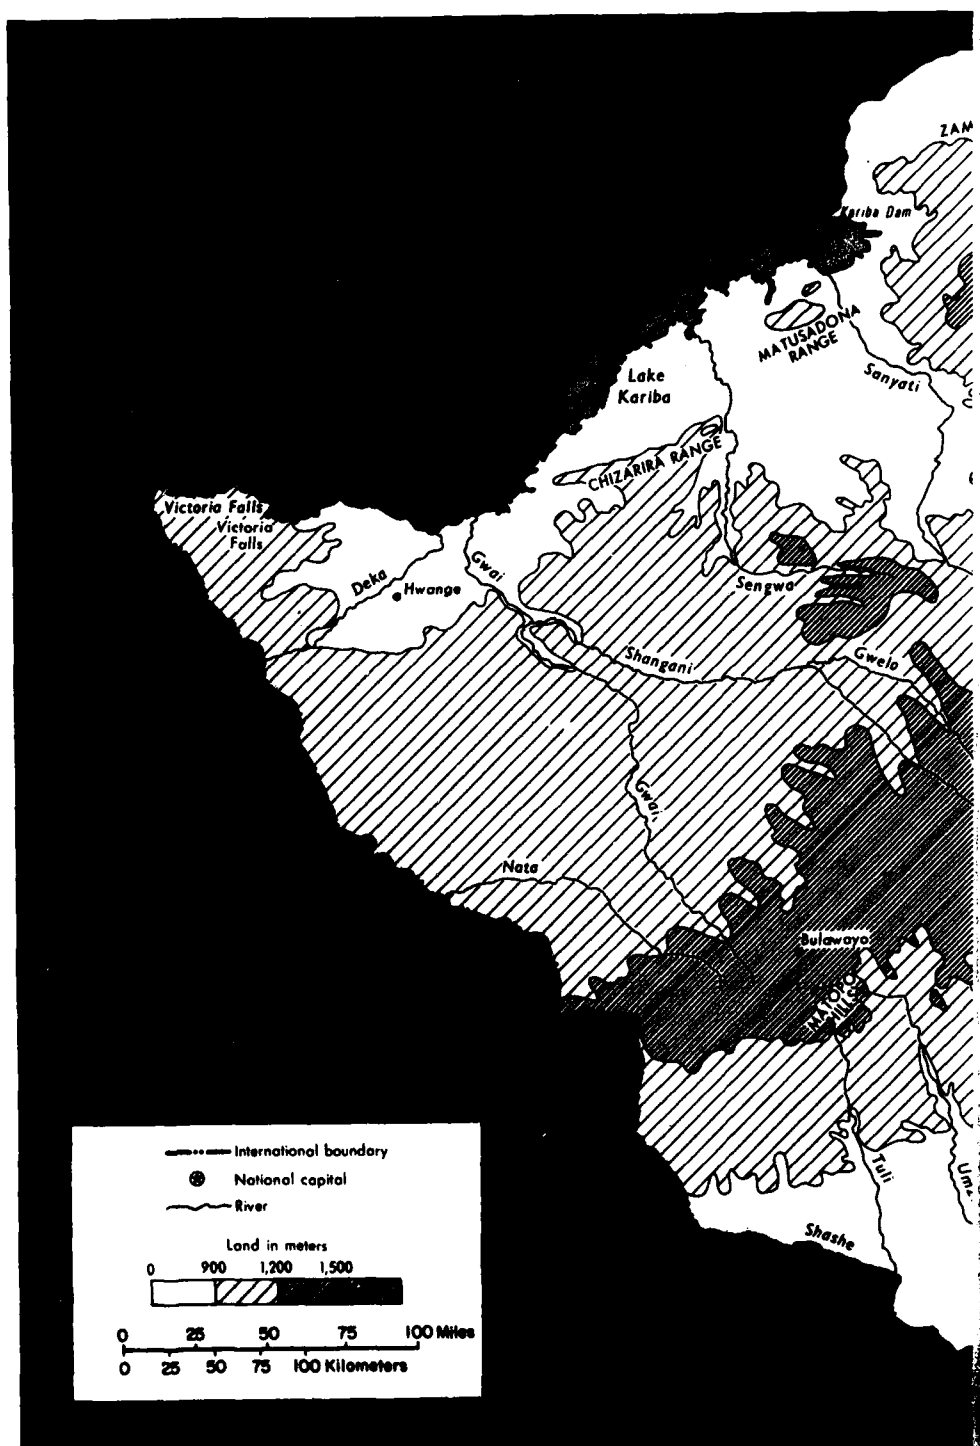 ZAM
Kariba Dam
MATUSADONA
RANGE
Sanyati
Lake
Kariba
CHIZARIRA RANGE
Victoria Falls
Victoria
Falls
Deka
Hwange
Gwai
Sengwa
Shangani
Gwelo
Gwai
Nata
Bulawayo
MATOPO
HILLS
Tuli
Shashe
International boundary
National capital
River
Land in meters
0 900 1,200 1,500
0 25 50 75 100 Miles
0 25 50 75 100 Kilometers